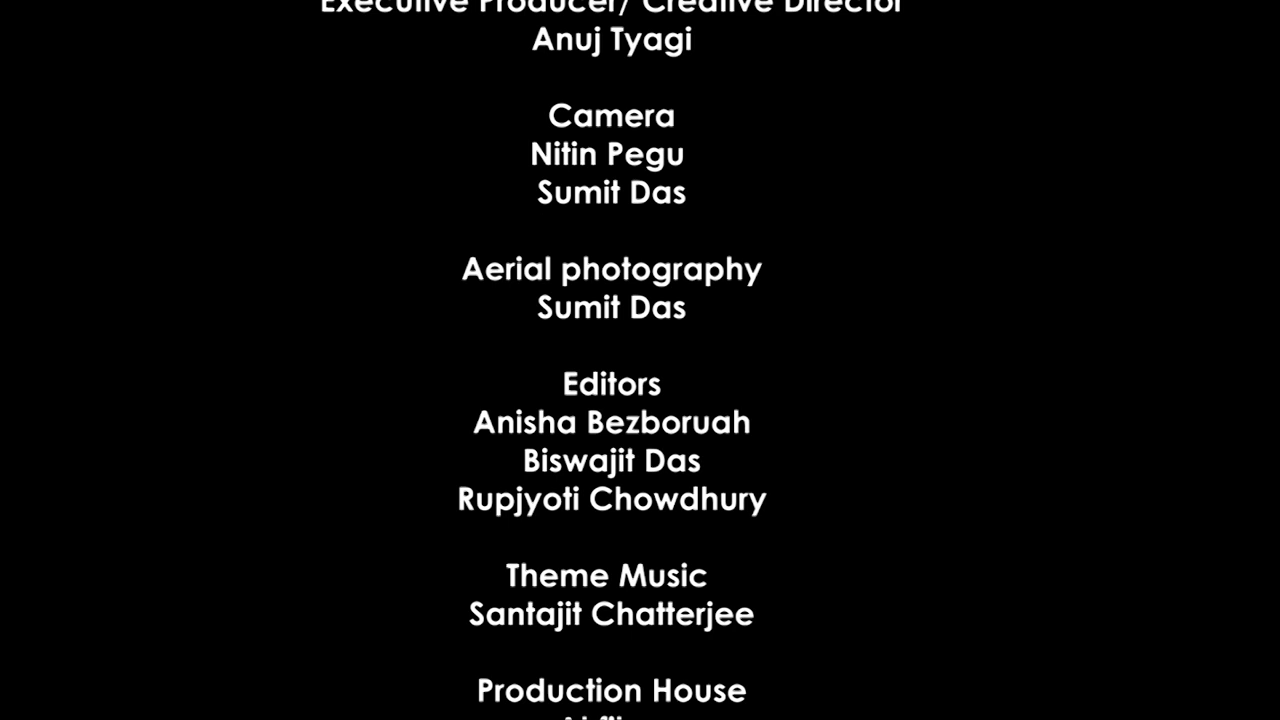 Executive Producer/ Creative Director
Anuj Tyagi
Camera
Nitin Pegu
Sumit Das
Aerial photography
Sumit Das
Editors
Anisha Bezboruah
Biswajit Das
Rupjyoti Chowdhury
Theme Music
Santajit Chatterjee
Production House